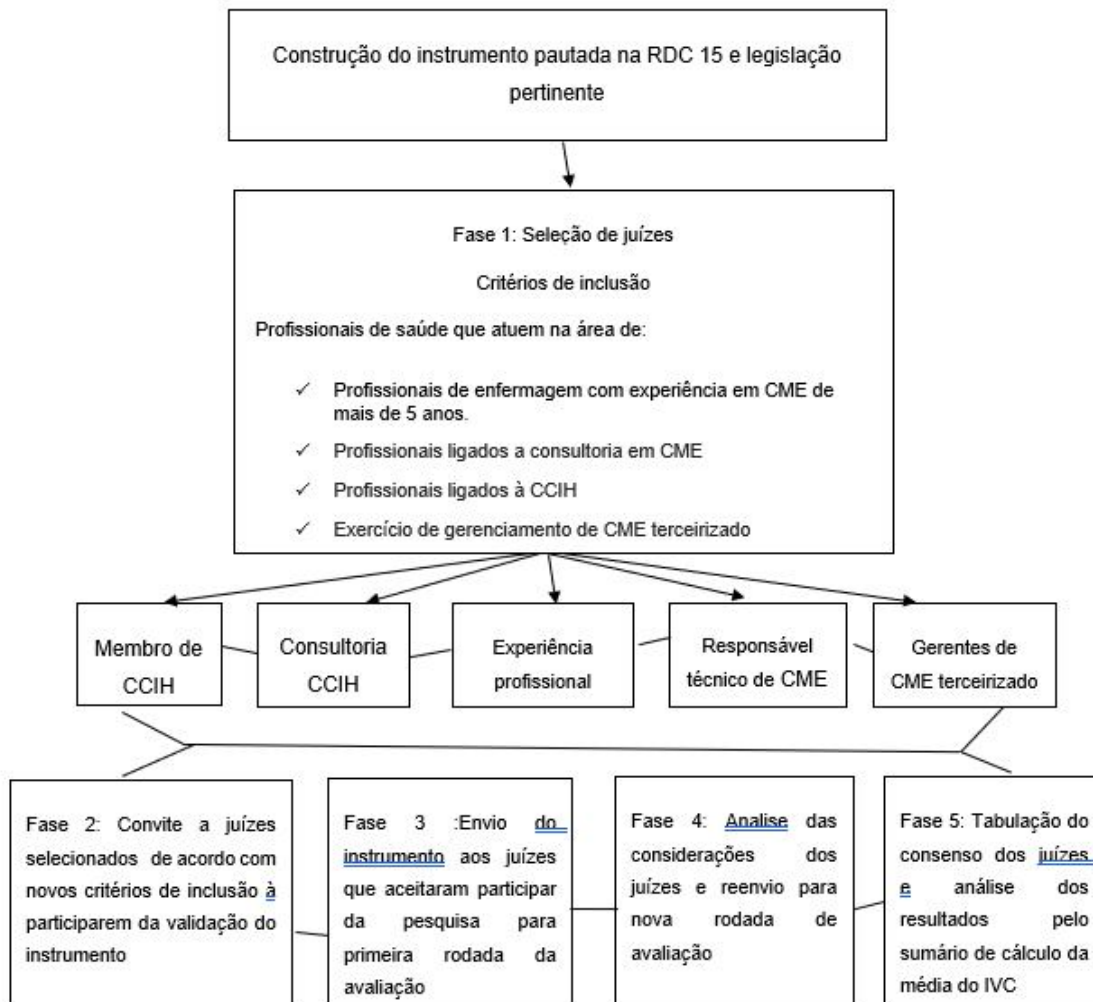 Construção do instrumento pautada na RDC 15 e legislação
pertinente
Fase 1: Seleção de juízes
Critérios de inclusão
Profissionais de saúde que atuem na área de:
✓ Profissionais de enfermagem com experiência em CME de
mais de 5 anos.
✓ Profissionais ligados a consultoria em CME
✓ Profissionais ligados à CCIH
✓ Exercício de gerenciamento de CME terceirizado
Membro de
CCIH
Consultoria
CCIH
Experiência
profissional
Responsável
técnico de CME
Gerentes de
CME terceirizado
Fase 2: Convite a juízes
selecionados de acordo com
novos critérios de inclusão à
participarem da validação do
instrumento
Fase 3 :Envio do
instrumento aos juízes
que aceitaram participar
da pesquisa para
primeira rodada da
avaliação
Fase 4: Analise das
considerações dos
juízes e reenvio para
nova rodada de
avaliação
Fase 5: Tabulação do
consenso dos juízes
e análise dos
resultados pelo
sumário de cálculo da
média do IVC